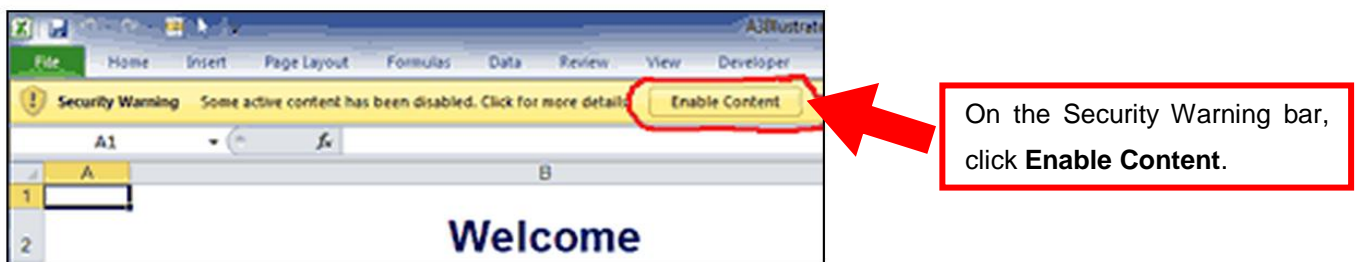 A3Illustrate
File Home Insert Page Layout Formulas Data Review View Developer
Security Warning Some active content has been disabled. Click for more details Enable Content
A1 fx
A B
1
2 Welcome
On the Security Warning bar,
click Enable Content.